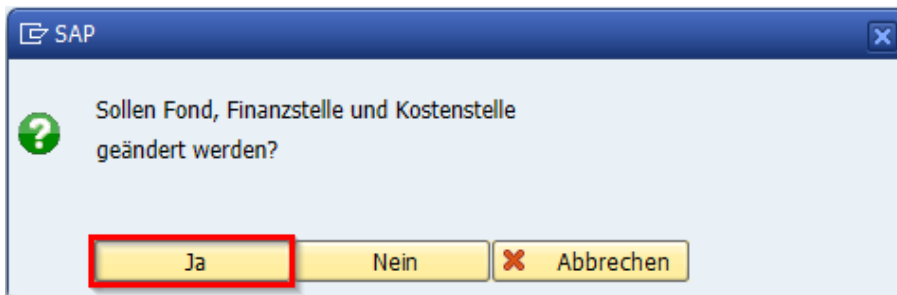 SAP
Sollen Fond, Finanzstelle und Kostenstelle
geändert werden?
Ja Nein Abbrechen